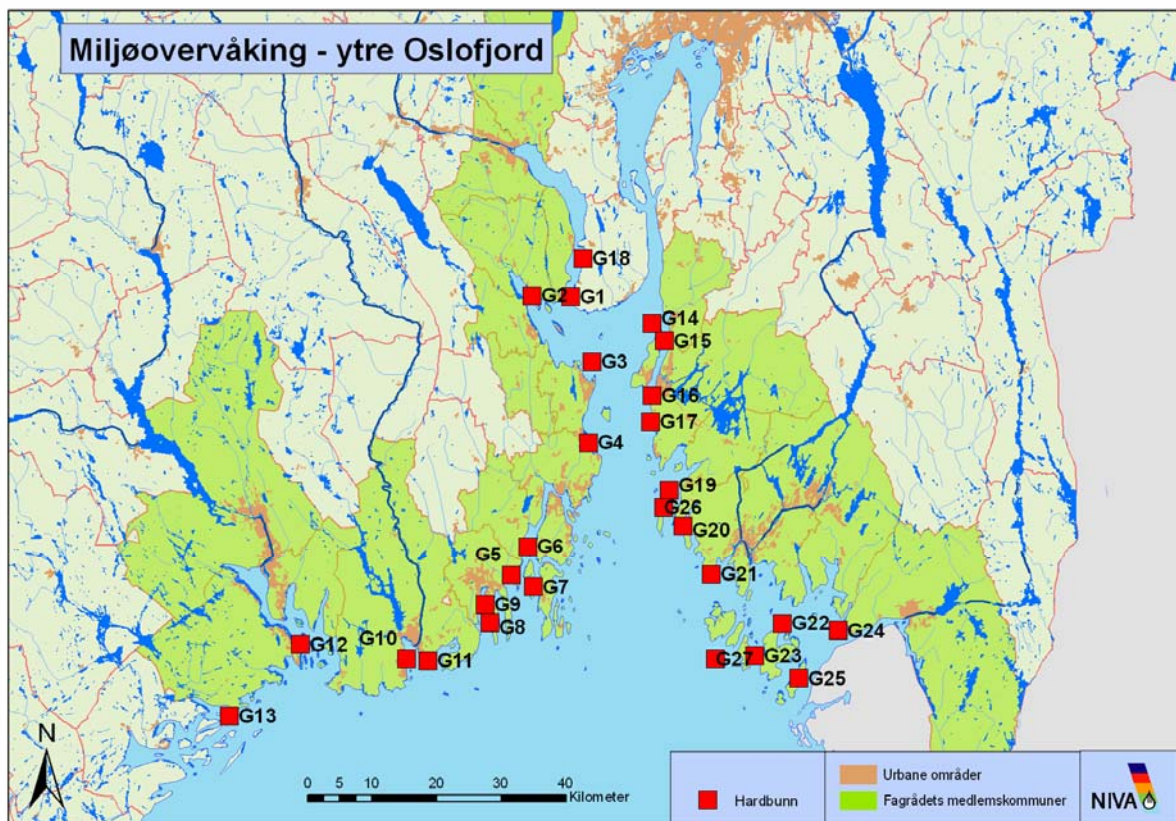 Miljøovervåking - ytre Oslofjord
G18
G2
G1
G14
G15
G3
G16
G17
G4
G19
G26
G20
G5
G6
G21
G7
G9
G8
G22
G24
G12
G10
G11
G27
G23
G25
G13
N
0 5 10 20 30 40
Kilometer
Hardbunn
Urbane områder
Fagrådets medlemskommuner
NIVA